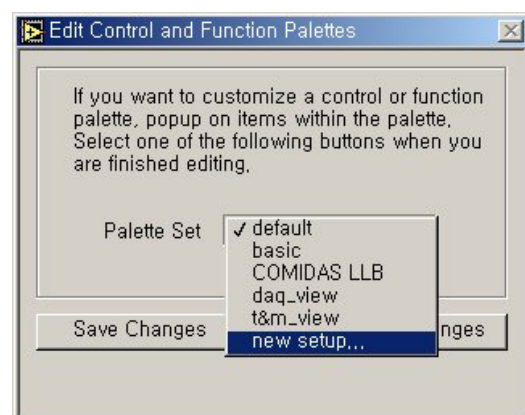 Edit Control and Function Palettes
If you want to customize a control or function
palette, popup on items within the palette.
Select one of the following buttons when you
are finished editing.
Palette Set
✓ default
basic
COMIDAS LLB
daq_view
t&m_view
new setup...
Save Changes
nges